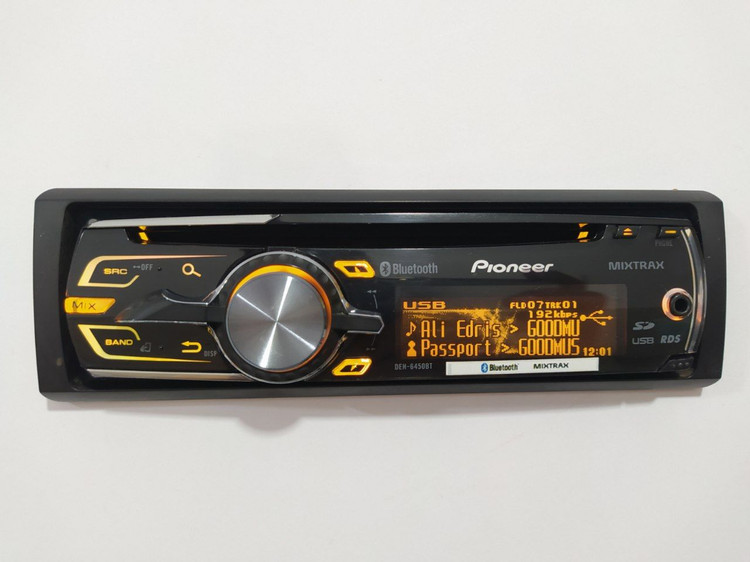 SRC
OFF
MIX
BAND
DISP
Bluetooth
Pioneer
MIXTRAX
USB FLD07TRK01
192kbps
Ali Edris > GOODMU
Passport > GOODMUS 12:01
DEH-6450BT
Bluetooth MIXTRAX
SD
USB RDS